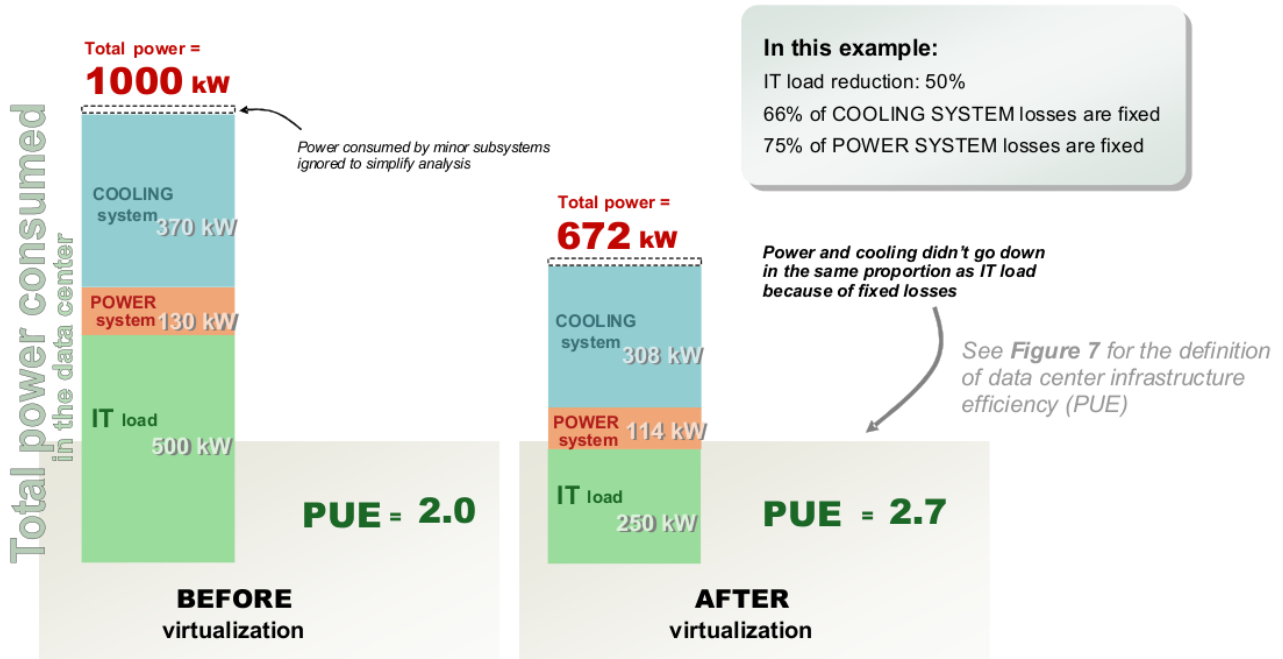 Total power consumed
in the data center
Total power =
1000 kW
Power consumed by minor subsystems
ignored to simplify analysis
COOLING
system
370 kW
POWER
system
130 kW
IT load
500 kW
PUE = 2.0
BEFORE
virtualization
In this example:
IT load reduction: 50%
66% of COOLING SYSTEM losses are fixed
75% of POWER SYSTEM losses are fixed
Total power =
672 kW
Power and cooling didn’t go down
in the same proportion as IT load
because of fixed losses
COOLING
system
308 kW
POWER
system
114 kW
IT load
250 kW
See Figure 7 for the definition
of data center infrastructure
efficiency (PUE)
PUE = 2.7
AFTER
virtualization